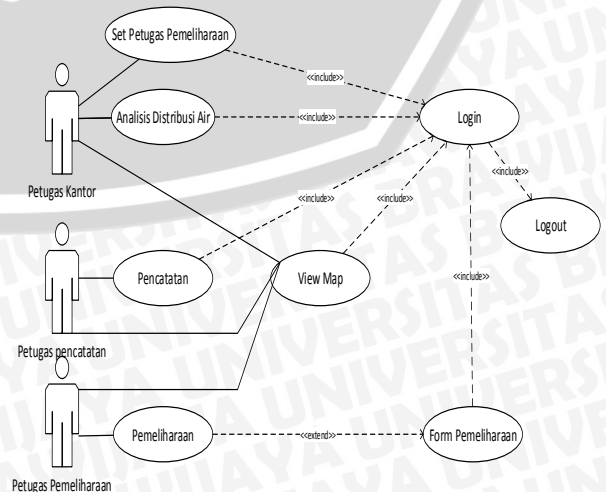 Set Petugas Pemeliharaan
<<include>>
Analisis Distribusi Air
<<include>>
Login
Petugas Kantor
<<include>>
<<include>>
<<include>>
Logout
Pencatatan
View Map
<<include>>
Petugas pencatatan
Pemeliharaan
<<extend>>
Form Pemeliharaan
Petugas Pemeliharaan